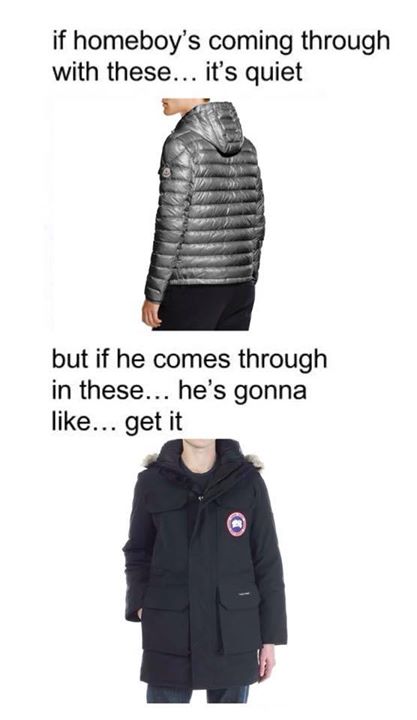 if homeboy's coming through
with these... it's quiet
but if he comes through
in these... he's gonna
like... get it